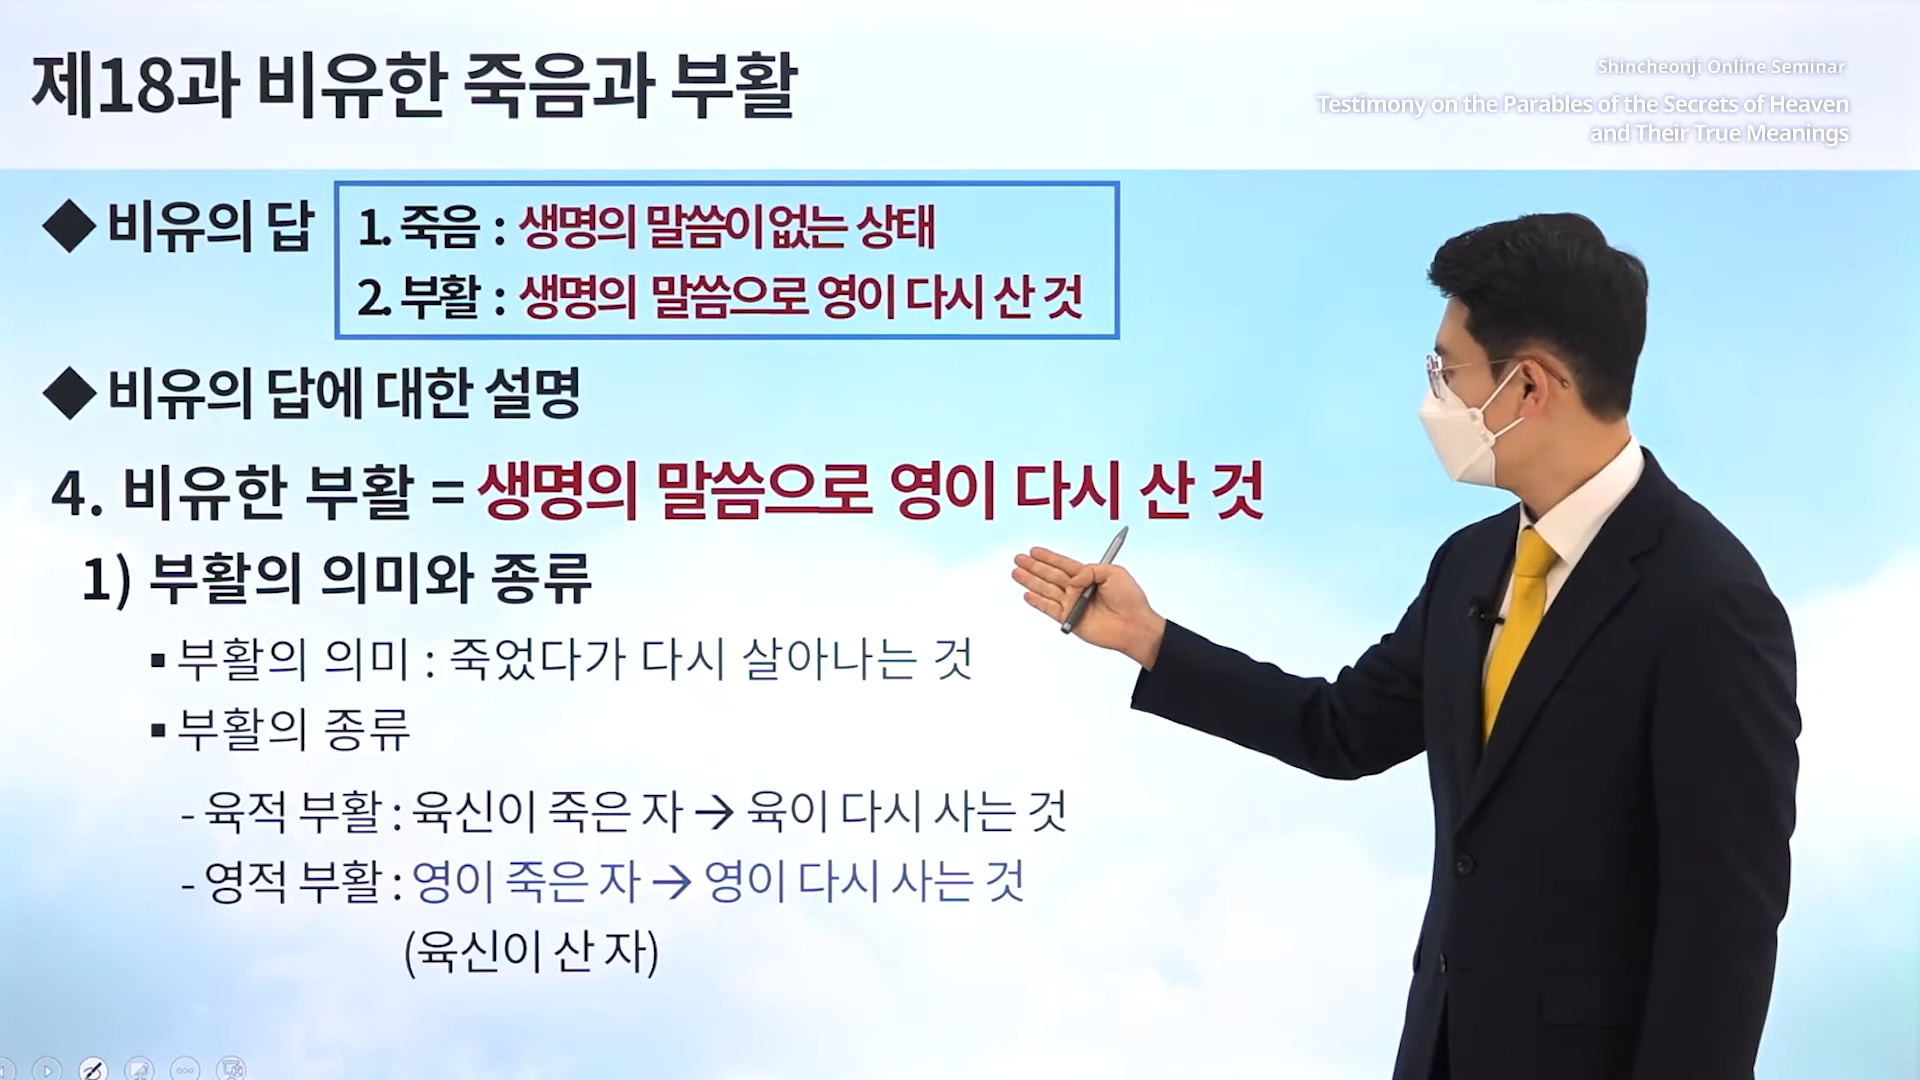 제18과 비유한 죽음과 부활
Shincheonji Online Seminar
Testimony on the Parables of the Secrets of Heaven
and Their True Meanings
◆ 비유의 답
1. 죽음 : 생명의 말씀이 없는 상태
2. 부활 : 생명의 말씀으로 영이 다시 산 것
◆ 비유의 답에 대한 설명
4. 비유한 부활 = 생명의 말씀으로 영이 다시 산 것
1) 부활의 의미와 종류
▪ 부활의 의미 : 죽었다가 다시 살아나는 것
▪ 부활의 종류
- 육적 부활 : 육신이 죽은 자 → 육이 다시 사는 것
- 영적 부활 : 영이 죽은 자 → 영이 다시 사는 것
(육신이 산 자)